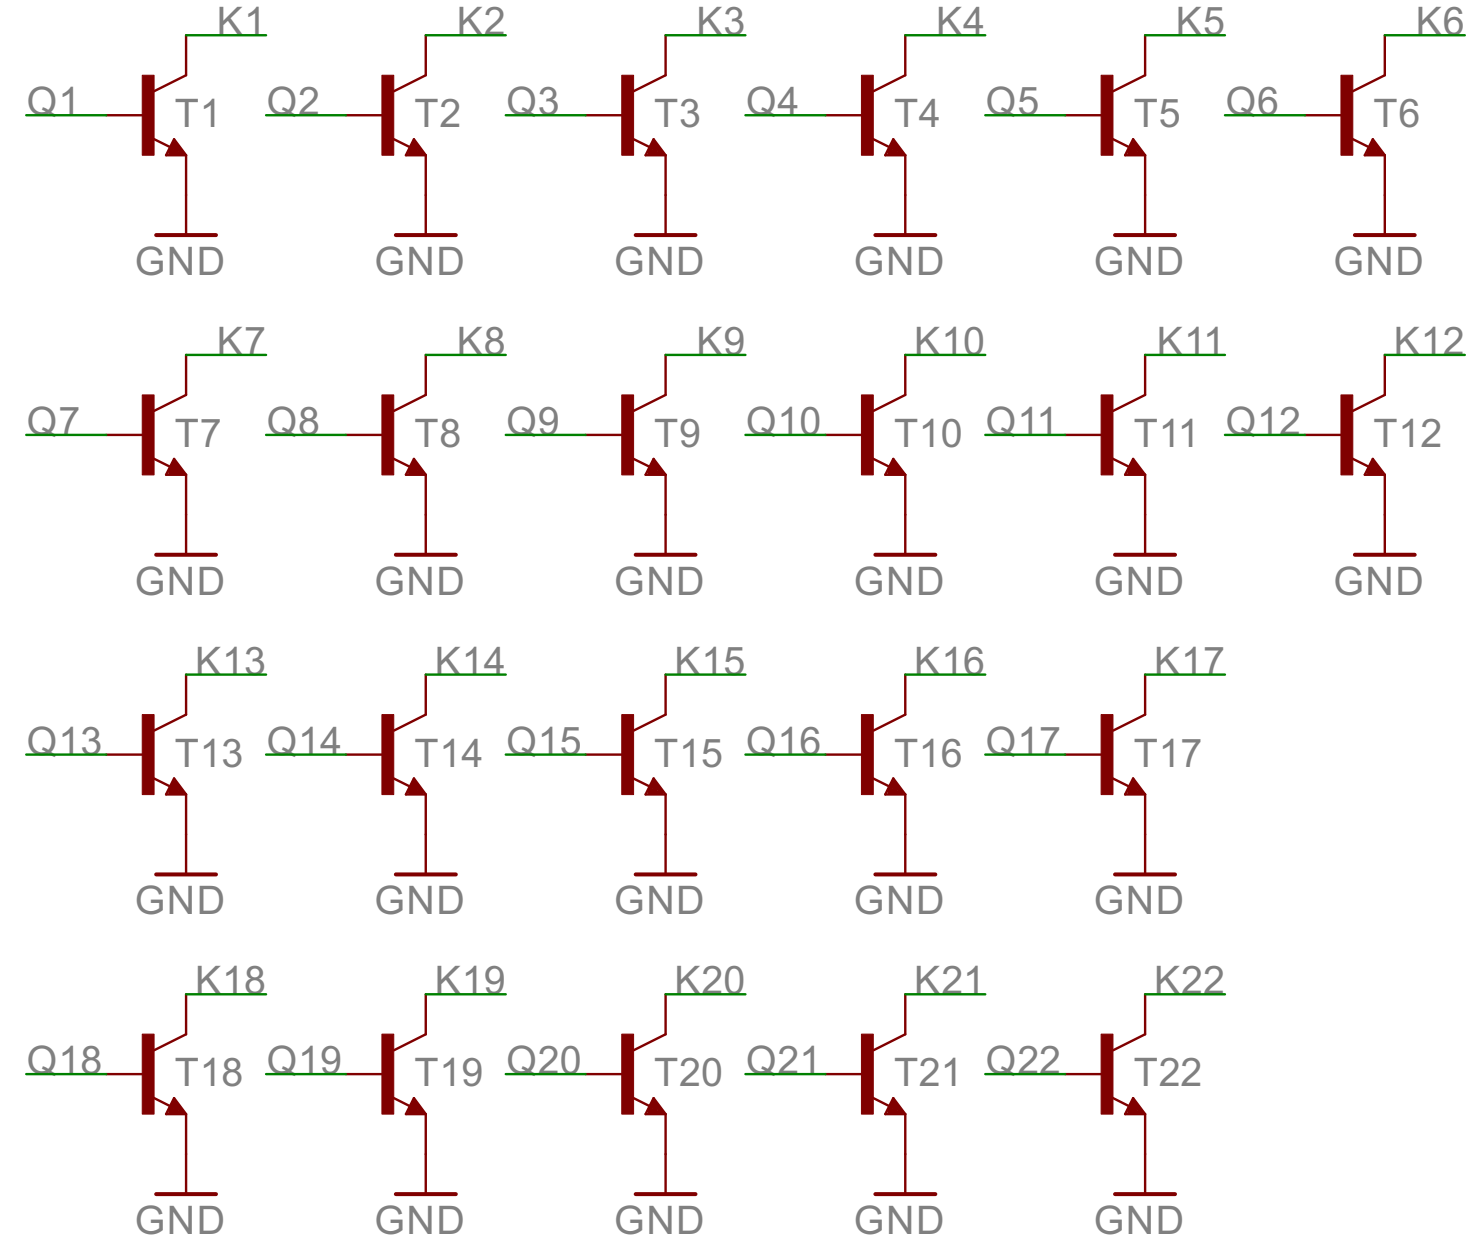 K1 K2 K3 K4 K5 K6
Q1 T1 Q2 T2 Q3 T3 Q4 T4 Q5 T5 Q6 T6
GND GND GND GND GND GND
K7 K8 K9 K10 K11 K12
Q7 T7 Q8 T8 Q9 T9 Q10 T10 Q11 T11 Q12 T12
GND GND GND GND GND GND
K13 K14 K15 K16 K17
Q13 T13 Q14 T14 Q15 T15 Q16 T16 Q17 T17
GND GND GND GND GND
K18 K19 K20 K21 K22
Q18 T18 Q19 T19 Q20 T20 Q21 T21 Q22 T22
GND GND GND GND GND